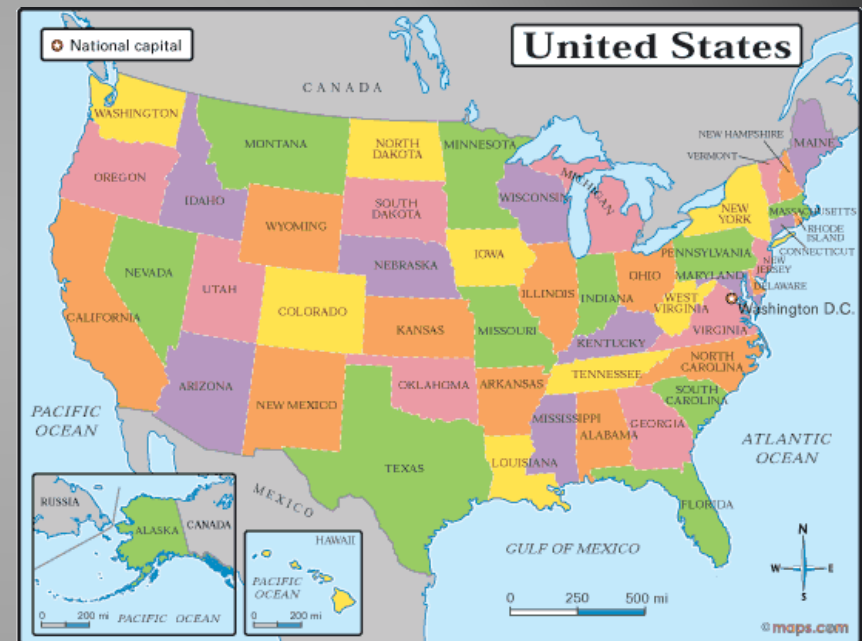 National capital
United States
CANADA
WASHINGTON
MONTANA
NORTH
DAKOTA
MINNESOTA
NEW HAMPSHIRE
VERMONT
MAINE
OREGON
IDAHO
SOUTH
DAKOTA
WISCONSIN
MICHIGAN
WYOMING
NEW
YORK
MASSACHUSETTS
RHODE
ISLAND
CONNECTICUT
NEVADA
UTAH
COLORADO
NEBRASKA
IOWA
ILLINOIS
INDIANA
OHIO
PENNSYLVANIA
NEW
JERSEY
MARYLAND
DELAWARE
WEST
VIRGINIA
Washington D.C.
CALIFORNIA
KANSAS
MISSOURI
KENTUCKY
VIRGINIA
ARIZONA
NEW MEXICO
OKLAHOMA
ARKANSAS
TENNESSEE
NORTH
CAROLINA
SOUTH
CAROLINA
PACIFIC
OCEAN
TEXAS
LOUISIANA
MISSISSIPPI
ALABAMA
GEORGIA
ATLANTIC
OCEAN
FLORIDA
MEXICO
GULF OF MEXICO
RUSSIA
ALASKA
CANADA
0 200 mi
PACIFIC OCEAN
HAWAII
PACIFIC
OCEAN
0 200 mi
0 250 500 mi
N
W E
S
©maps.com